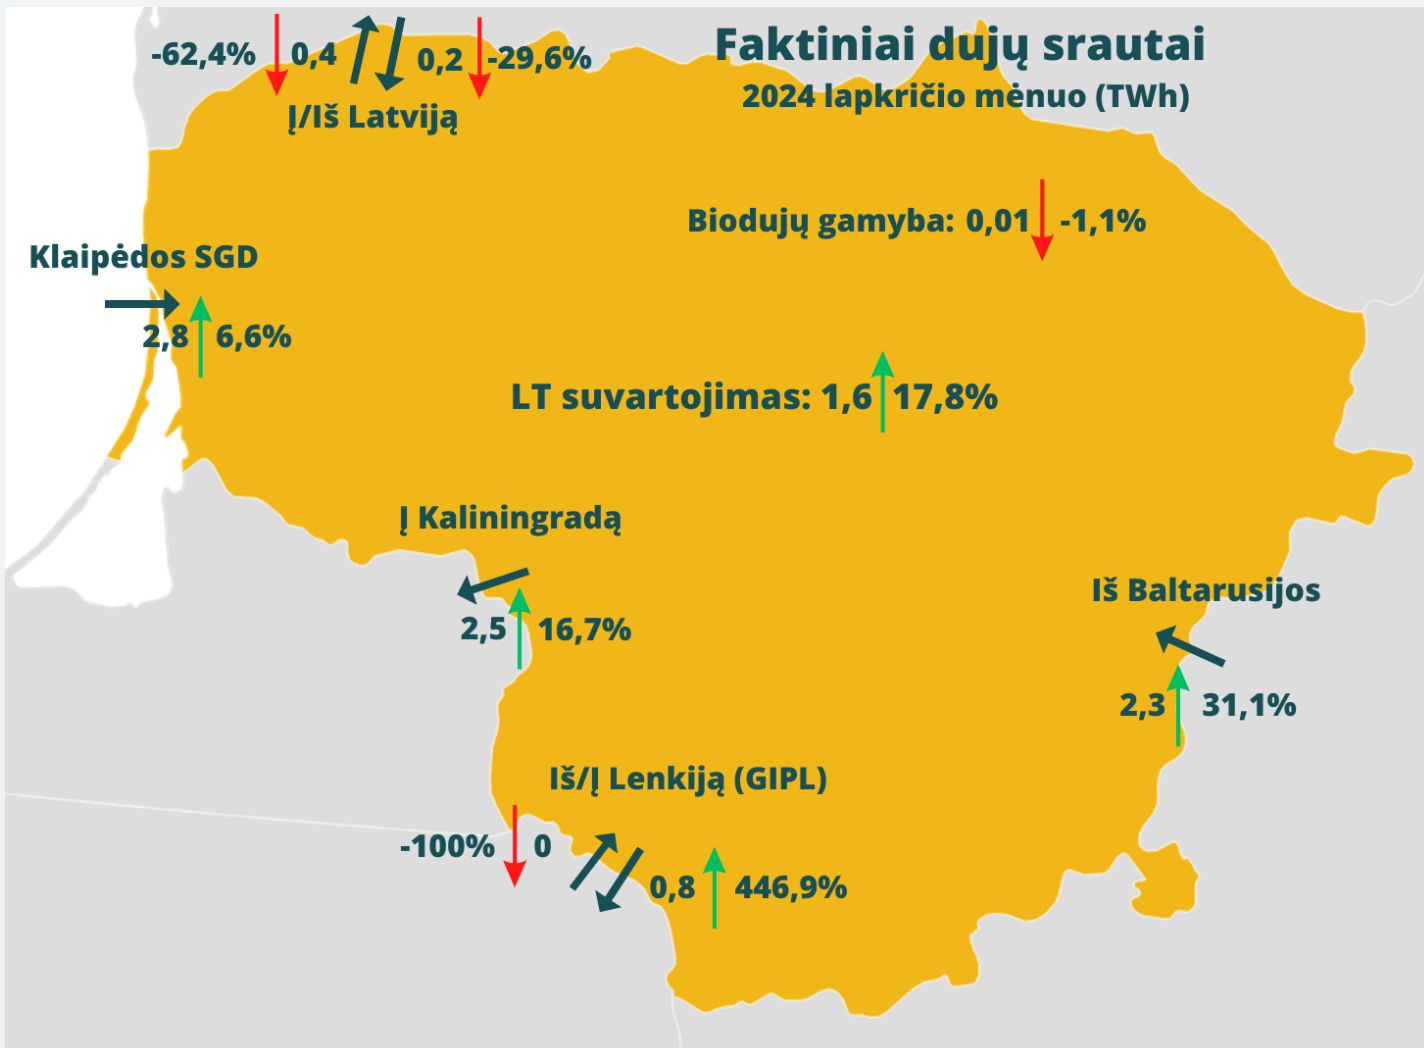 Faktiniai dujų srautai
2024 lapkričio mėnuo (TWh)
-62,4% 0,4 0,2 -29,6%
Į/Iš Latviją
Biodujų gamyba: 0,01 -1,1%
Klaipėdos SGD
2,8 6,6%
LT suvartojimas: 1,6 17,8%
Į Kaliningradą
2,5 16,7%
Iš Baltarusijos
2,3 31,1%
Iš/Į Lenkiją (GIPL)
-100% 0
0,8 446,9%